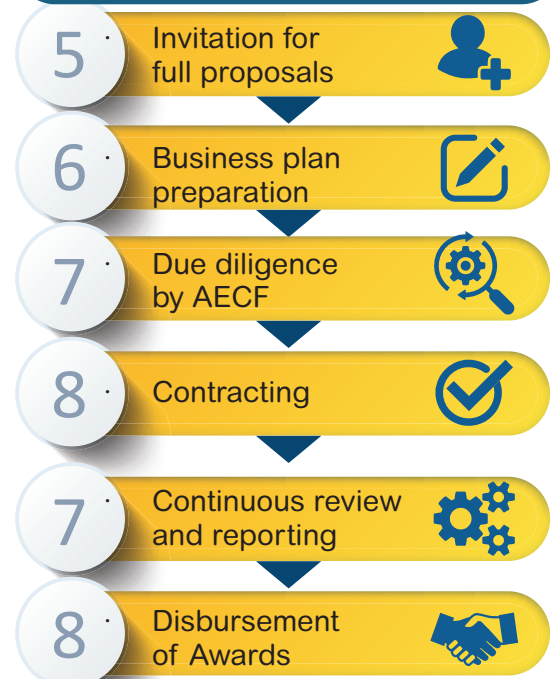 5
Invitation for
full proposals
6
Business plan
preparation
7
Due diligence
by AECF
8
Contracting
7
Continuous review
and reporting
8
Disbursement
of Awards